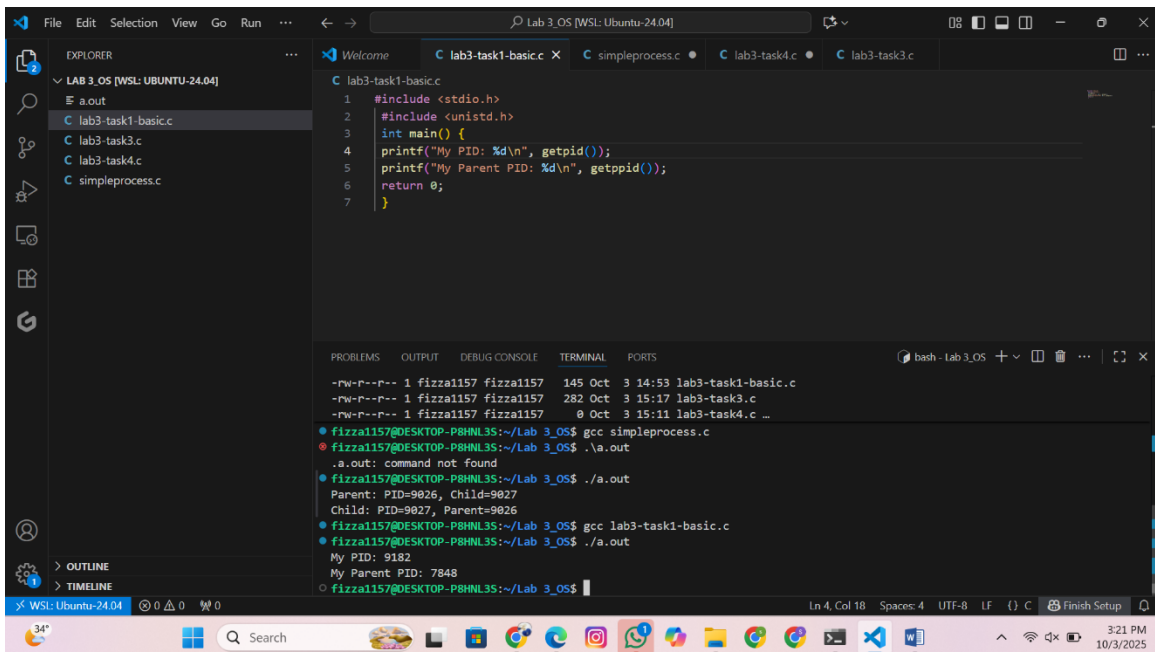 File Edit Selection View Go Run ···
Lab 3_OS [WSL: Ubuntu-24.04]
EXPLORER ···
LAB 3_OS [WSL: UBUNTU-24.04]
a.out
C lab3-task1-basic.c
C lab3-task3.c
C lab3-task4.c
C simpleprocess.c
OUTLINE
TIMELINE
Welcome C lab3-task1-basic.c C simpleprocess.c C lab3-task4.c C lab3-task3.c
C lab3-task1-basic.c
1 #include <stdio.h>
2 #include <unistd.h>
3 int main() {
4 printf("My PID: %d\n", getpid());
5 printf("My Parent PID: %d\n", getppid());
6 return 0;
7 }
PROBLEMS OUTPUT DEBUG CONSOLE TERMINAL PORTS
bash - Lab 3_OS
-rw-r--r-- 1 fizza1157 fizza1157 145 Oct 3 14:53 lab3-task1-basic.c
-rw-r--r-- 1 fizza1157 fizza1157 282 Oct 3 15:17 lab3-task3.c
-rw-r--r-- 1 fizza1157 fizza1157 0 Oct 3 15:11 lab3-task4.c …
fizza1157@DESKTOP-P8HNL3S:~/Lab 3_OS$ gcc simpleprocess.c
fizza1157@DESKTOP-P8HNL3S:~/Lab 3_OS$ .\a.out
.a.out: command not found
fizza1157@DESKTOP-P8HNL3S:~/Lab 3_OS$ ./a.out
Parent: PID=9026, Child=9027
Child: PID=9027, Parent=9026
fizza1157@DESKTOP-P8HNL3S:~/Lab 3_OS$ gcc lab3-task1-basic.c
fizza1157@DESKTOP-P8HNL3S:~/Lab 3_OS$ ./a.out
My PID: 9182
My Parent PID: 7848
fizza1157@DESKTOP-P8HNL3S:~/Lab 3_OS$
2
1
WSL: Ubuntu-24.04 0 0 0 Ln 4, Col 18 Spaces: 4 UTF-8 LF {} C Finish Setup
34° Search
3:21 PM
10/3/2025